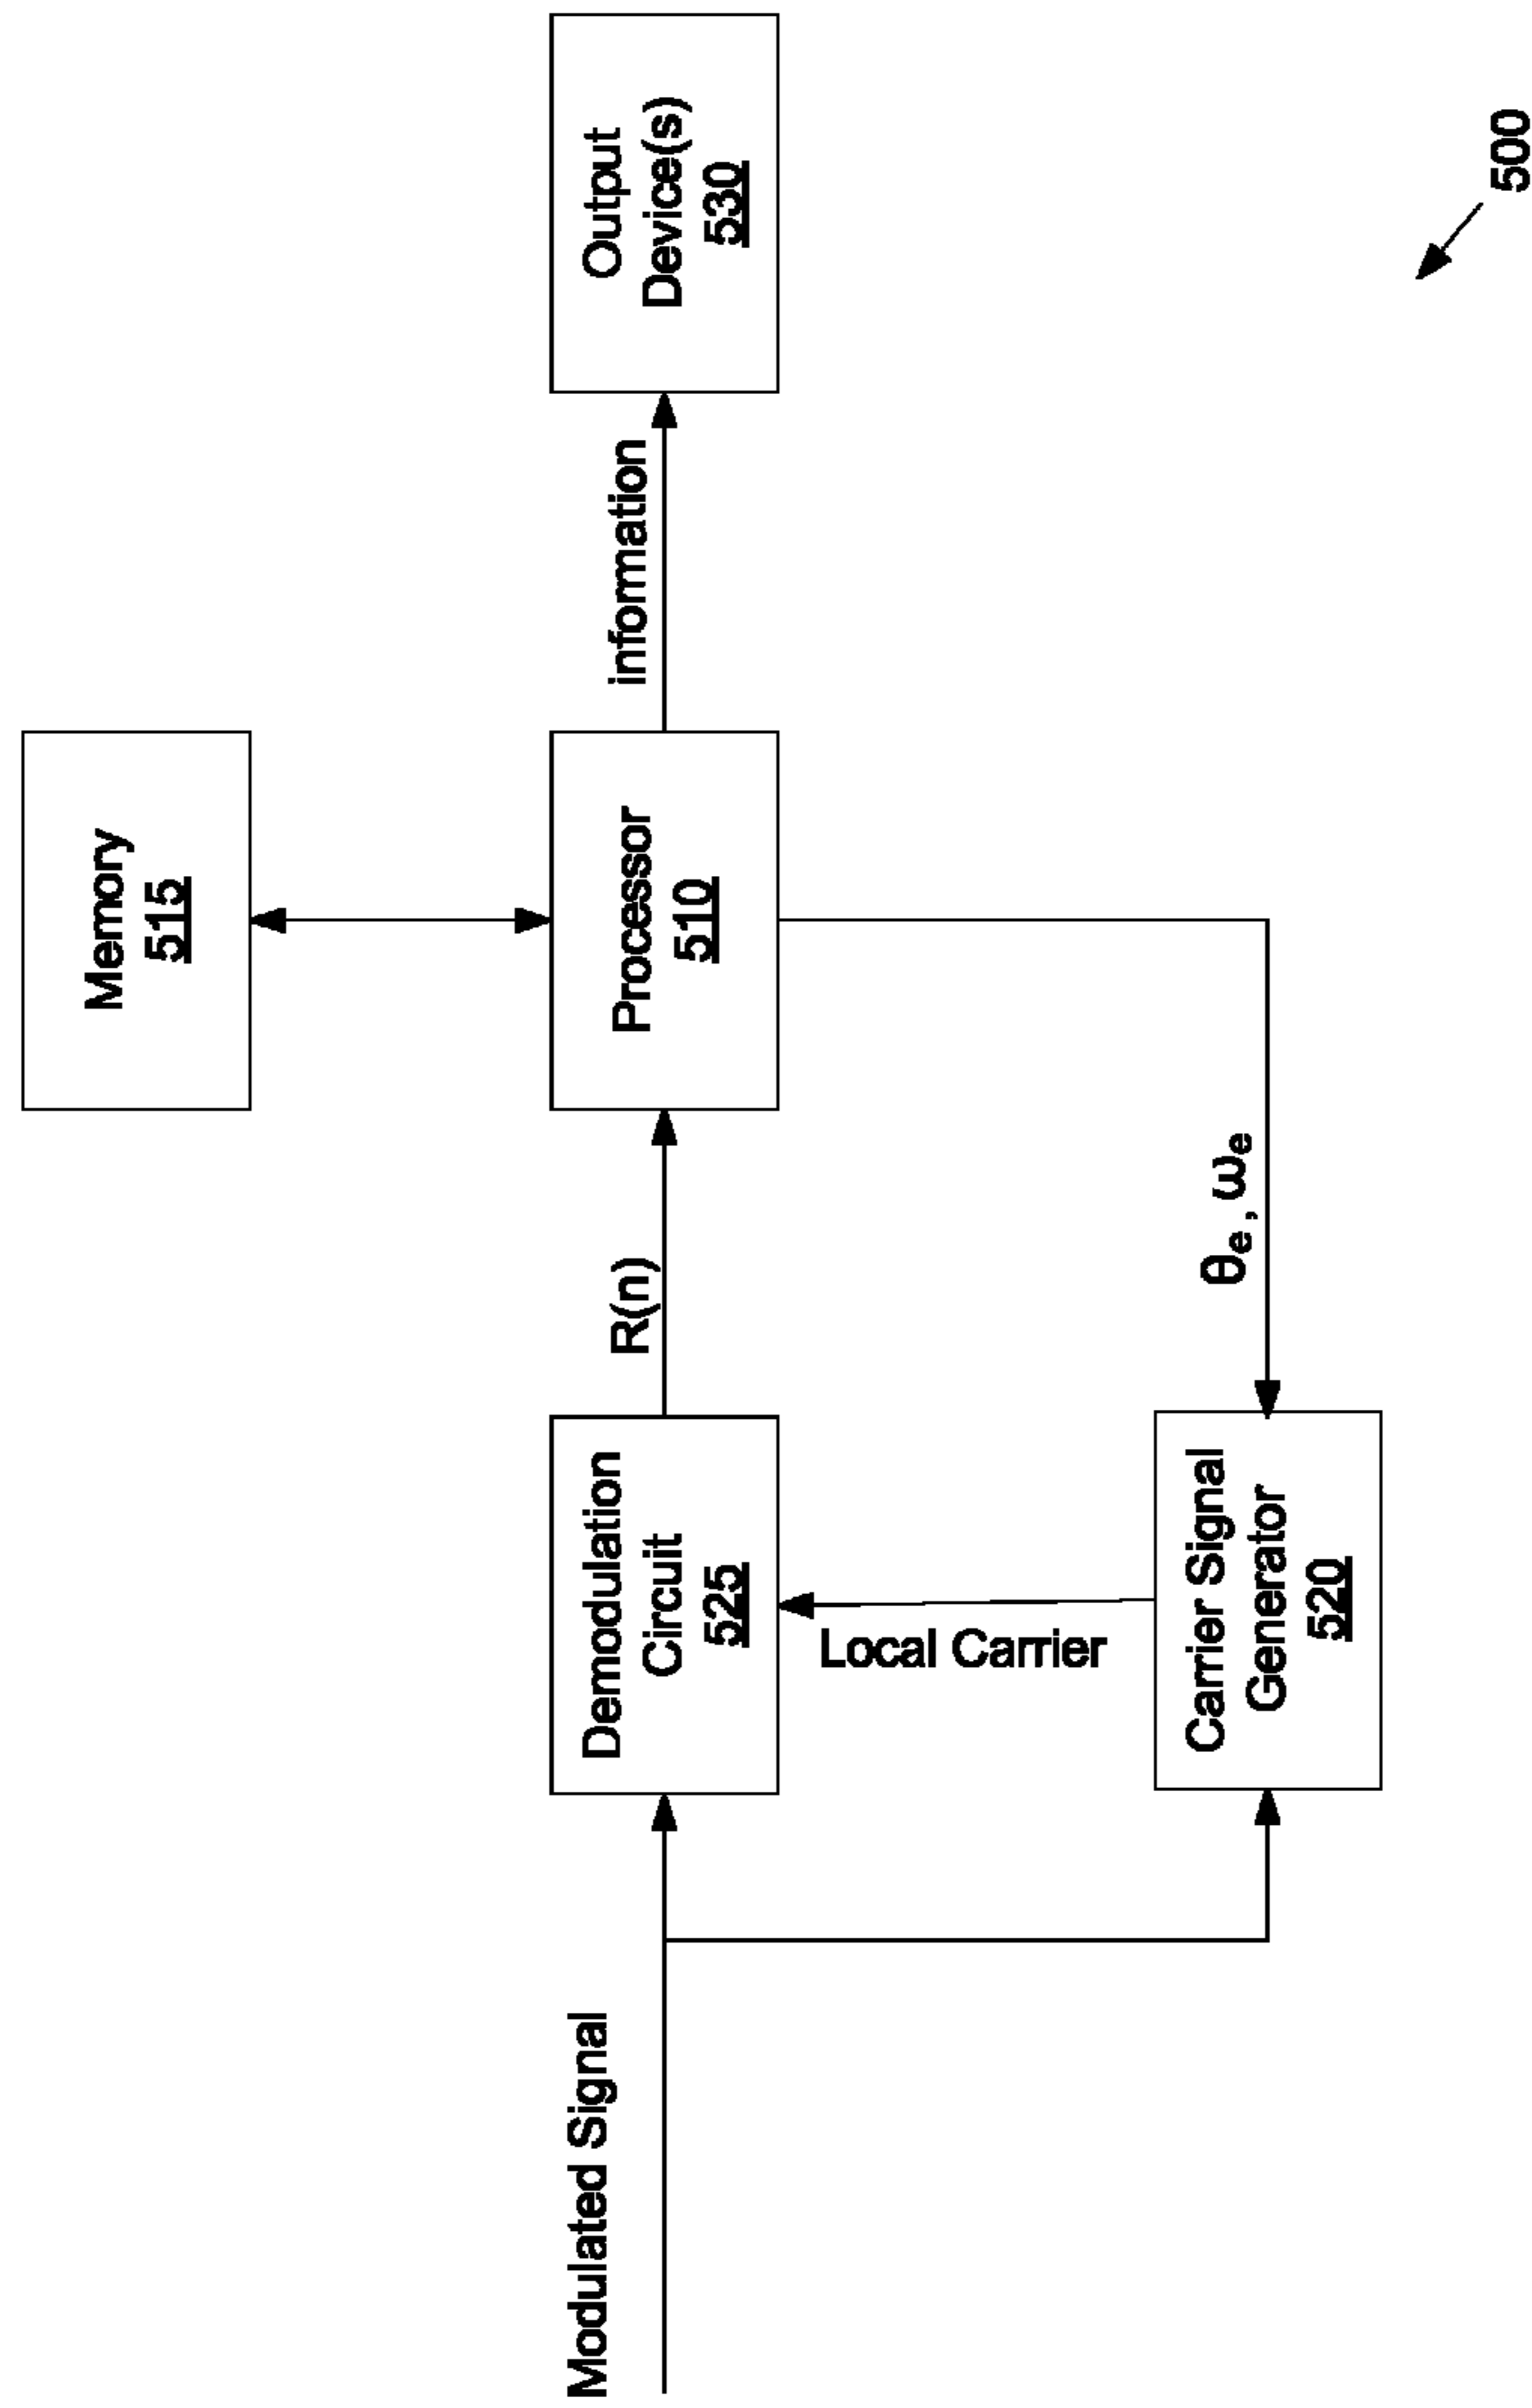 Memory
515
Modulated Signal
Demodulation
Circuit
525
R(n)
Processor
510
information
Output
Device(s)
530
Local Carrier
Carrier Signal
Generator
520
θe , ωe
500